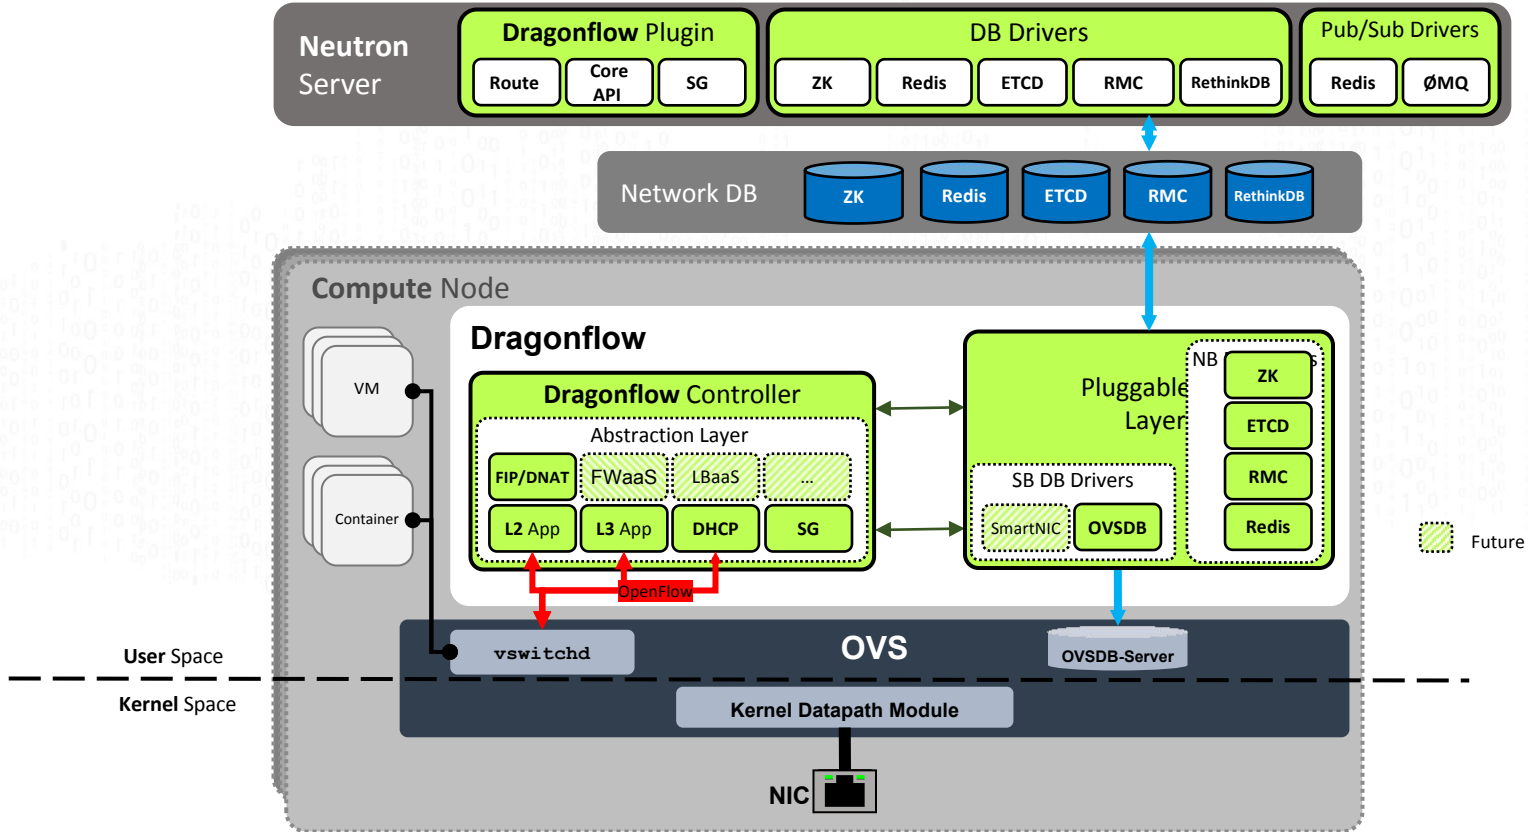 Neutron
Server
Dragonflow Plugin
Route
Core
API
SG
DB Drivers
ZK
Redis
ETCD
RMC
RethinkDB
Pub/Sub Drivers
Redis
ØMQ
Network DB
ZK
Redis
ETCD
RMC
RethinkDB
Compute Node
VM
Container
Dragonflow
Dragonflow Controller
Abstraction Layer
FIP/DNAT
FWaaS
LBaaS
...
L2 App
L3 App
DHCP
SG
OpenFlow
Pluggable
Layer
NB
ZK
ETCD
RMC
Redis
SB DB Drivers
SmartNIC
OVSDB
Future
OVS
vswitchd
OVSDB-Server
User Space
Kernel Space
Kernel Datapath Module
NIC